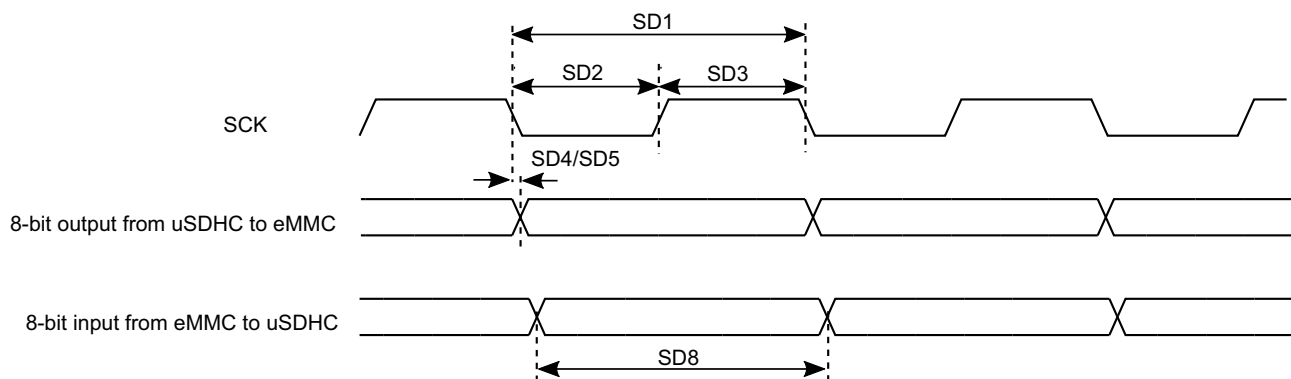 SD1
SD2
SD3
SCK
SD4/SD5
8-bit output from uSDHC to eMMC
8-bit input from eMMC to uSDHC
SD8